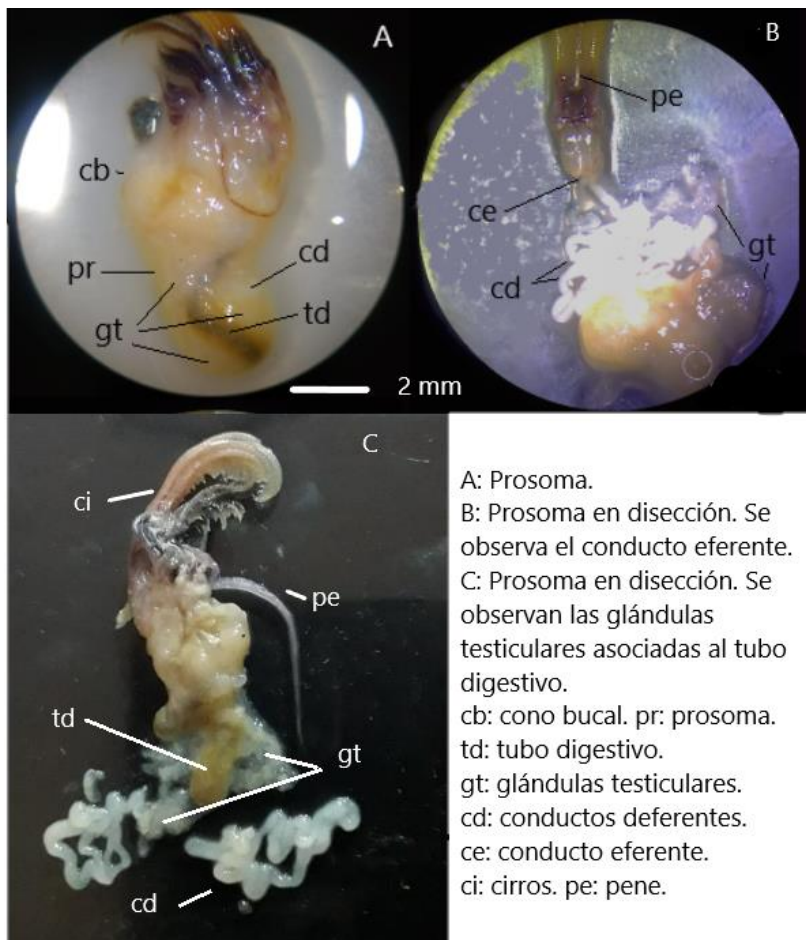 A
cb
pr
cd
gt
td
B
pe
ce
gt
cd
2 mm
C
ci
pe
td
gt
cd
A: Prosoma.
B: Prosoma en disección. Se
observa el conducto eferente.
C: Prosoma en disección. Se
observan las glándulas
testiculares asociadas al tubo
digestivo.
cb: cono bucal. pr: prosoma.
td: tubo digestivo.
gt: glándulas testiculares.
cd: conductos deferentes.
ce: conducto eferente.
ci: cirros. pe: pene.